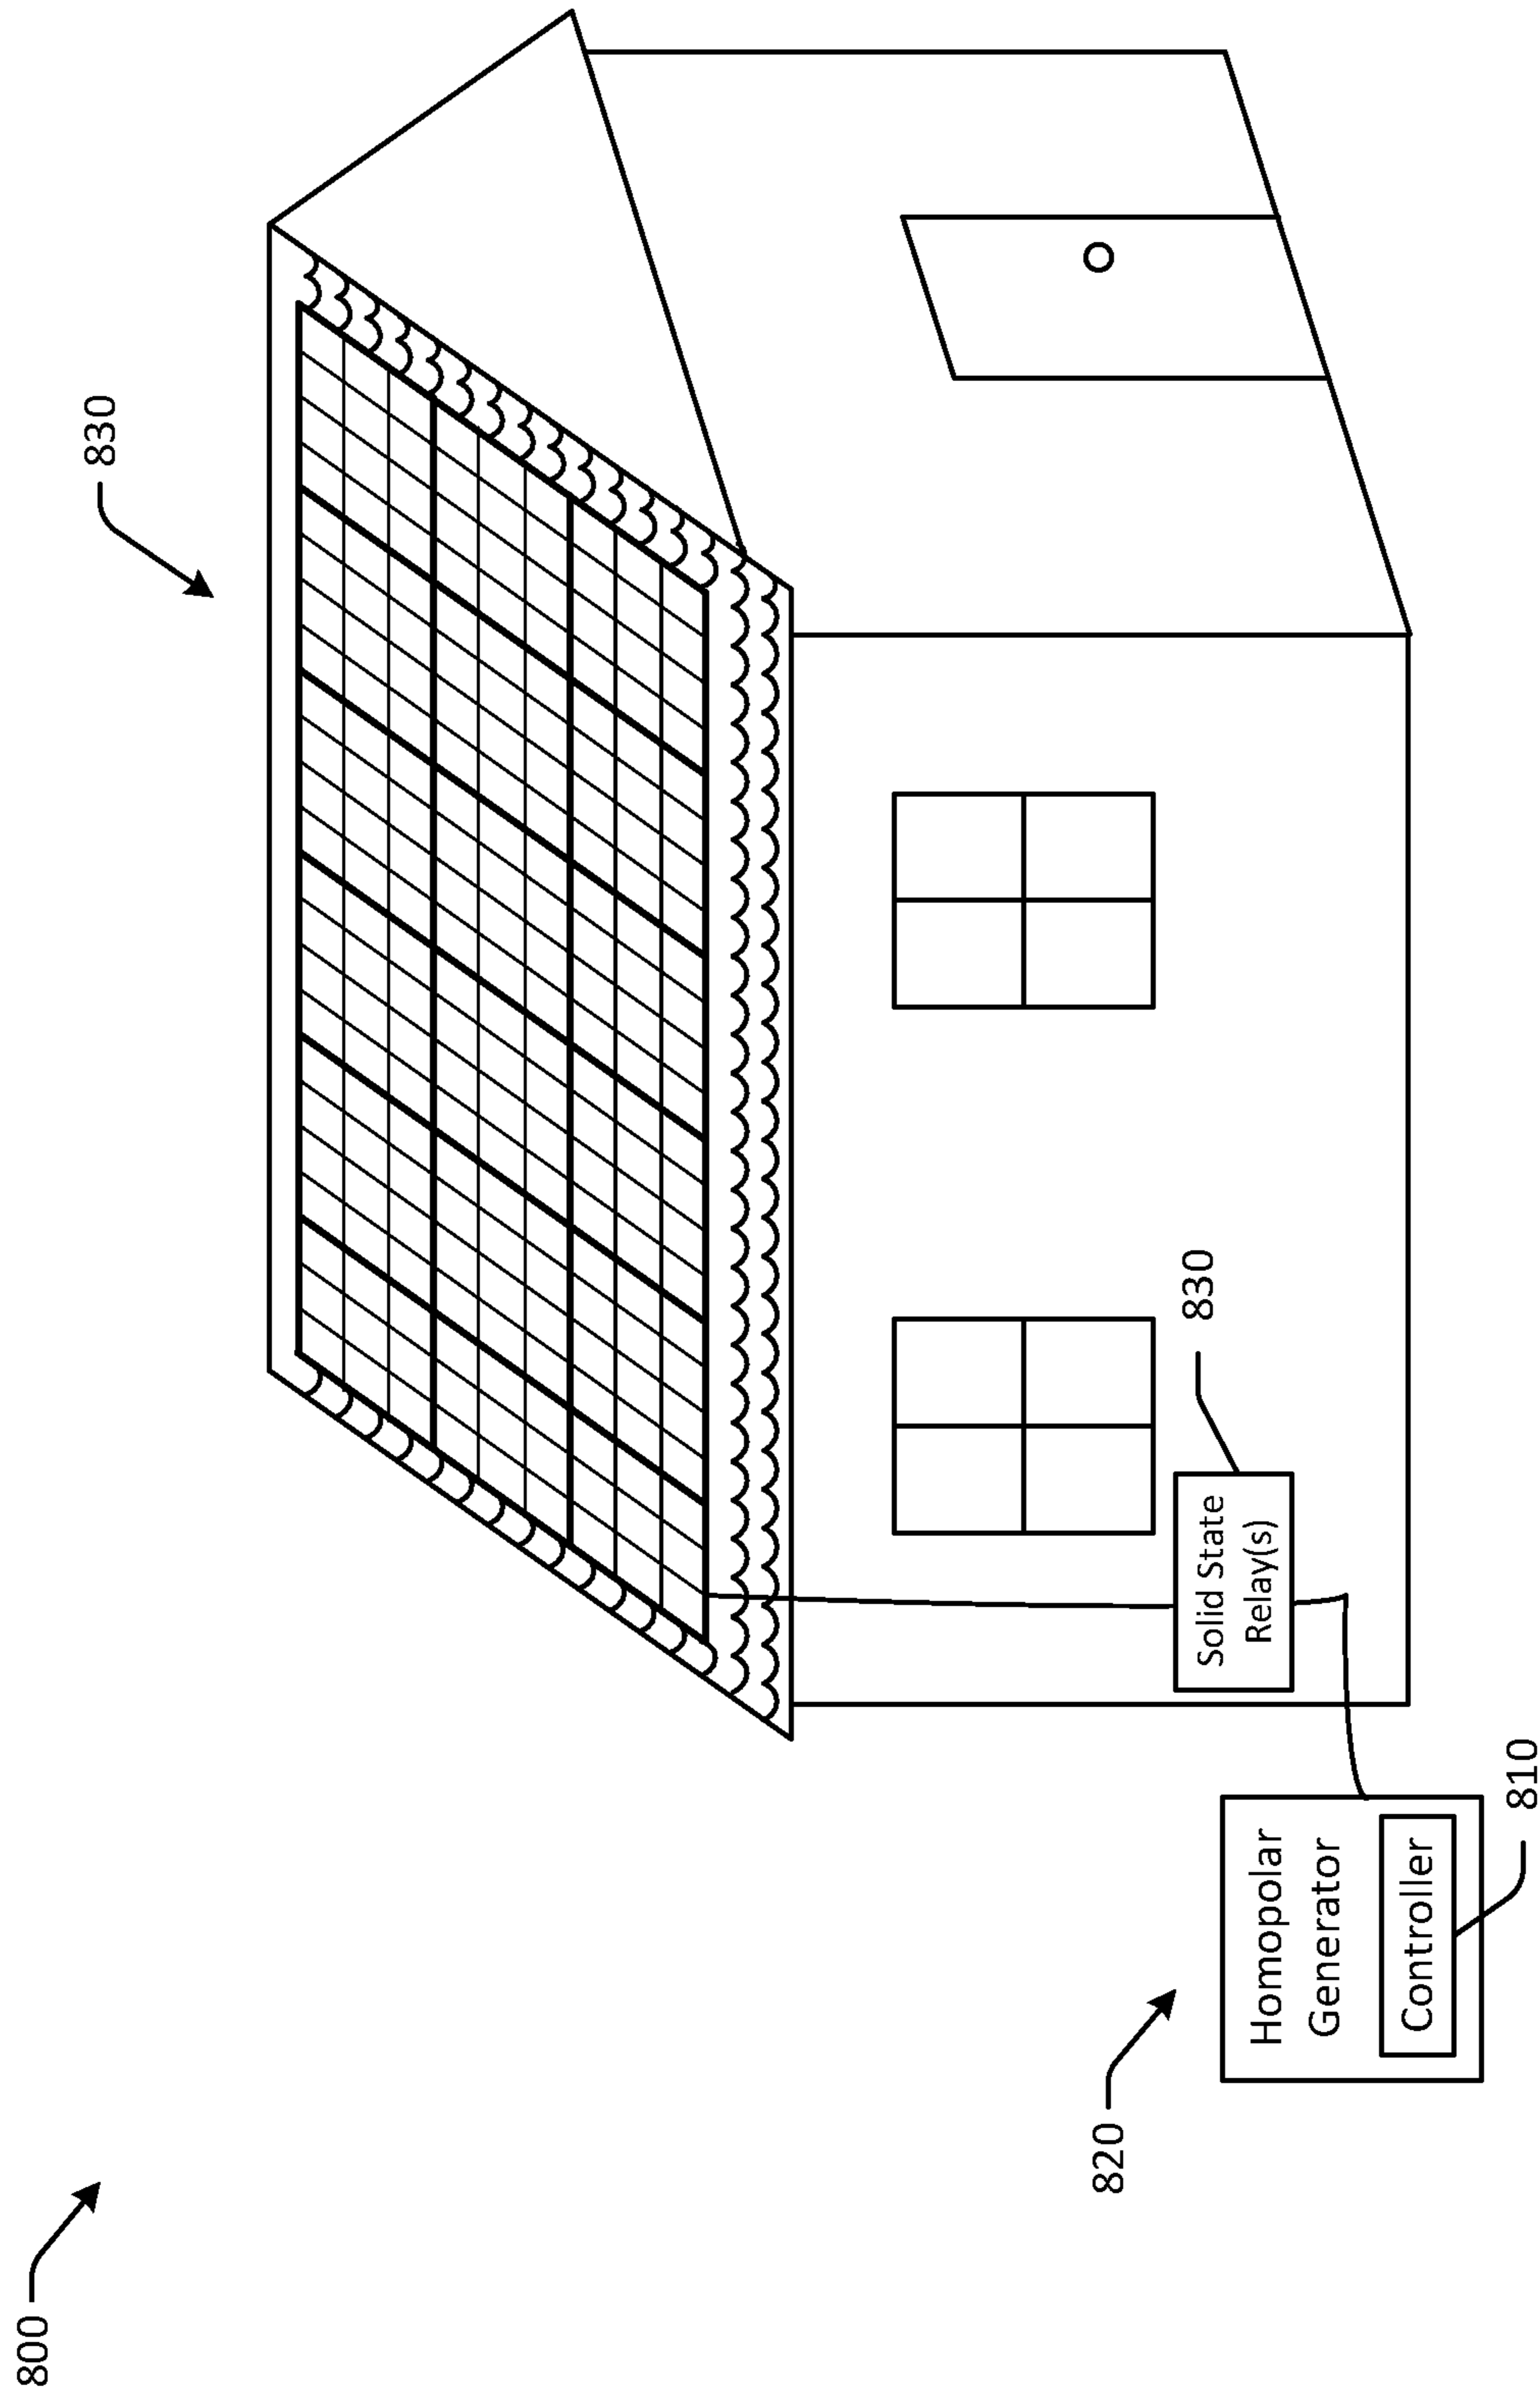 800
830
820
Homopolar
Generator
Controller
810
Solid State
Relay(s)
830